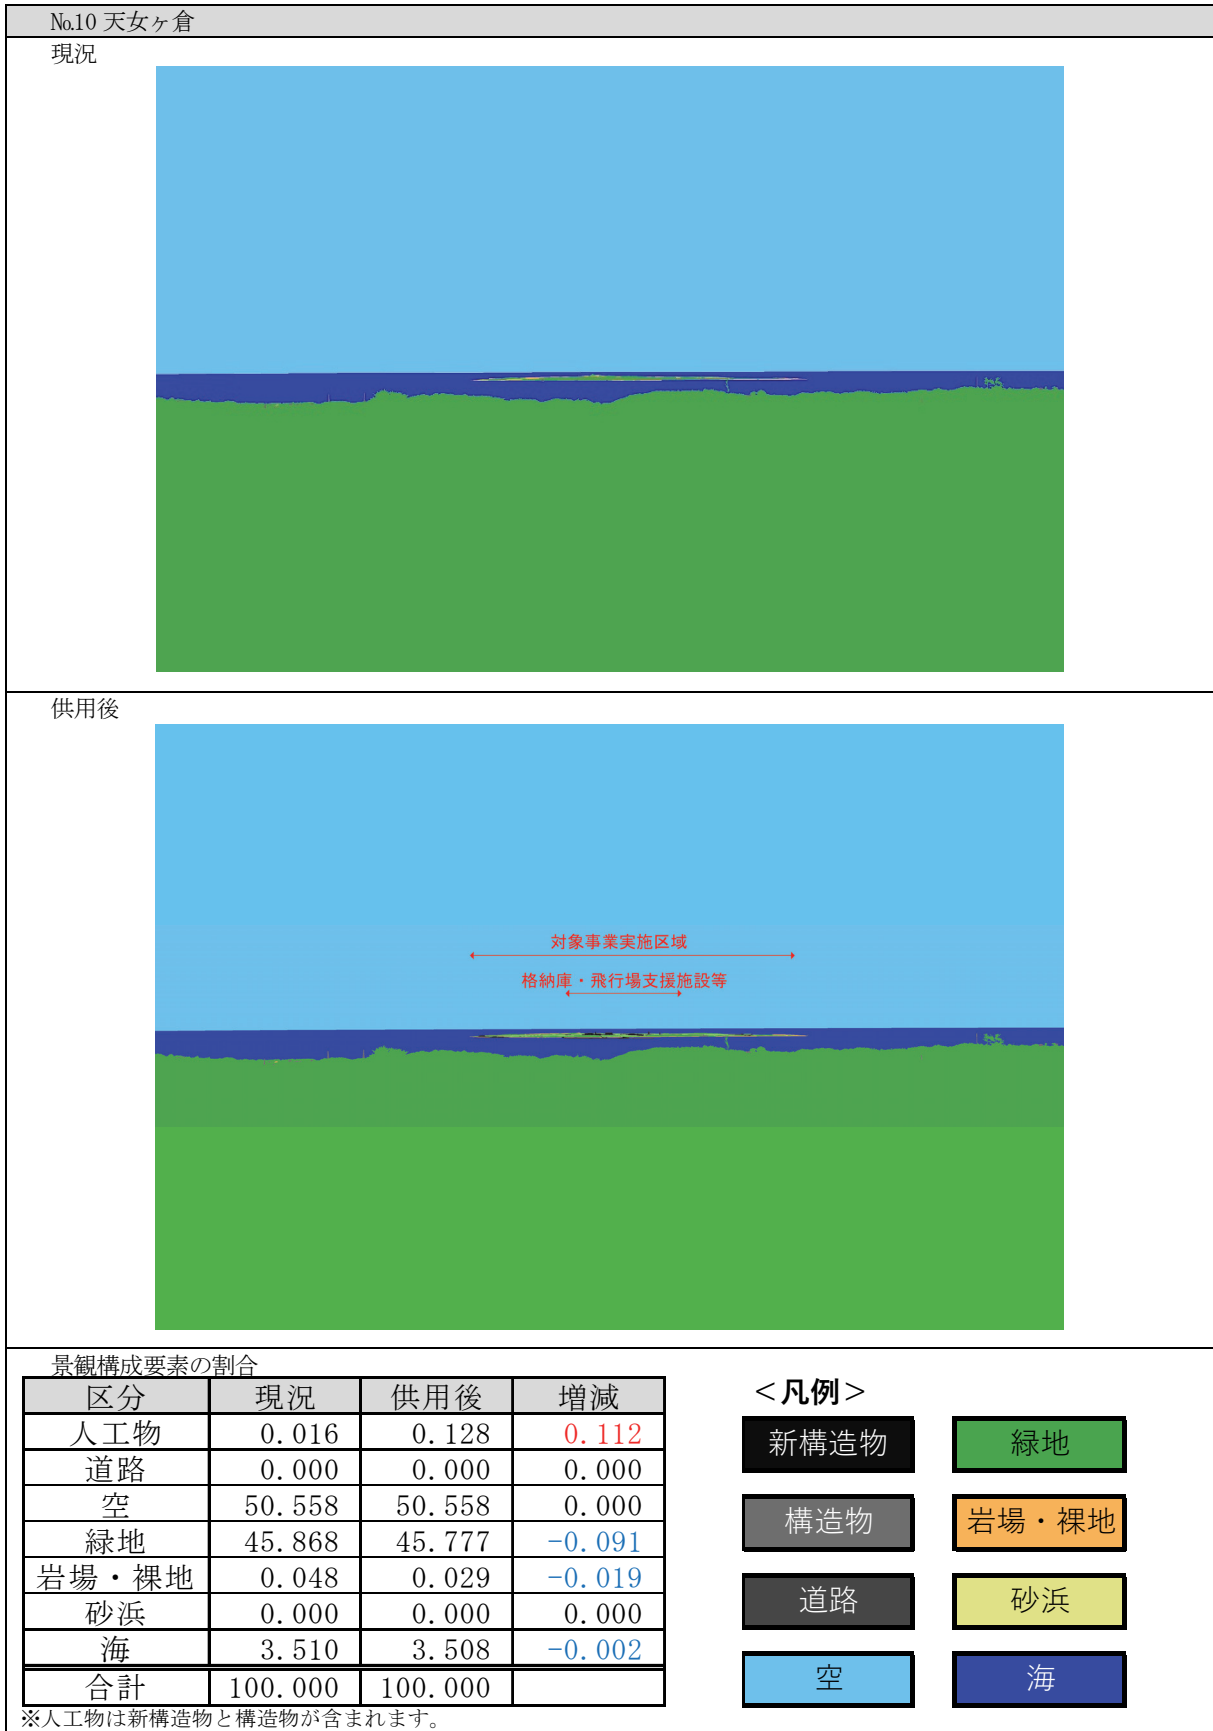 №10 天女ヶ倉
現況
供用後
対象事業実施区域
格納庫・飛行場支援施設等
景観構成要素の割合
区分 現況 供用後 増減
人工物 0.016 0.128 0.112
道路 0.000 0.000 0.000
空 50.558 50.558 0.000
緑地 45.868 45.777 -0.091
岩場・裸地 0.048 0.029 -0.019
砂浜 0.000 0.000 0.000
海 3.510 3.508 -0.002
合計 100.000 100.000
※人工物は新構造物と構造物が含まれます。
＜凡例＞
新構造物 緑地
構造物 岩場・裸地
道路 砂浜
空 海